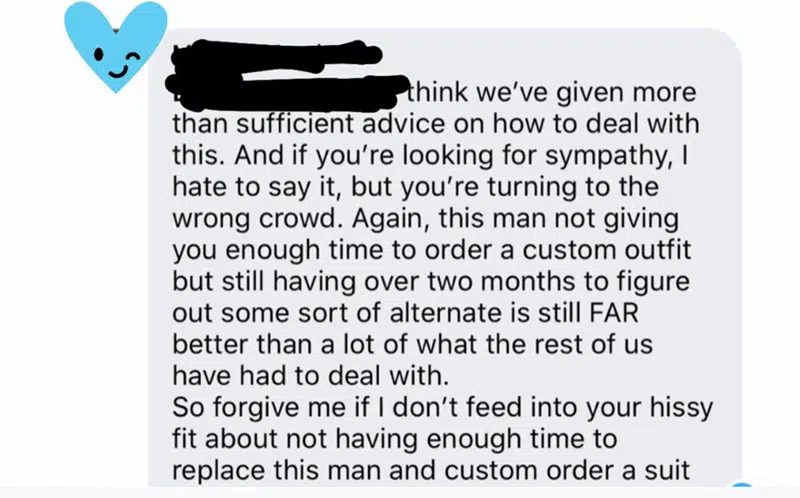 think we’ve given more
than sufficient advice on how to deal with
this. And if you’re looking for sympathy, I
hate to say it, but you’re turning to the
wrong crowd. Again, this man not giving
you enough time to order a custom outfit
but still having over two months to figure
out some sort of alternate is still FAR
better than a lot of what the rest of us
have had to deal with.
So forgive me if I don’t feed into your hissy
fit about not having enough time to
replace this man and custom order a suit